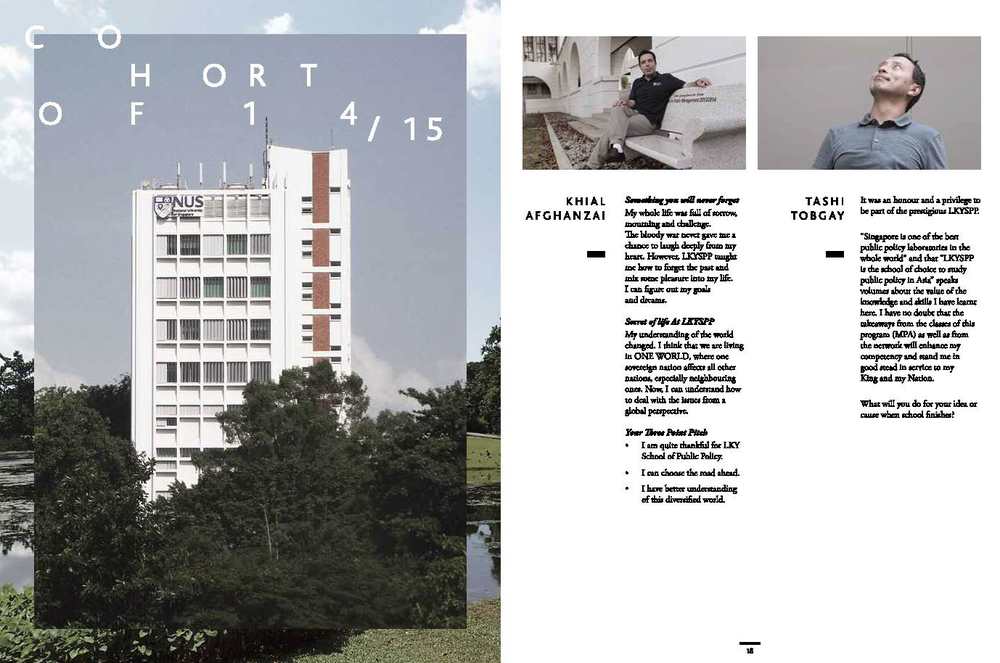 C O
H ORT
OF 14/15
NUS
National University
of Singapore
KHIAL
AFGHANZAI
Something you will never forget
My whole life was full of sorrow,
mourning and challenge.
The bloody war never gave me a
chance to laugh deeply from my
heart. However, LKYSPP taught
me how to forget the past and
mix some pleasure into my life.
I can figure out my goals
and dreams.
Secret of life At LKYSPP
My understanding of the world
changed. I think that we are living
in ONE WORLD, where one
sovereign nation affects all other
nations, especially neighbouring
ones. Now, I can understand how
to deal with the issues from a
global perspective.
Your Three Point Pitch
• I am quite thankful for LKY
School of Public Policy.
• I can choose the road ahead.
• I have better understanding
of this diversified world.
TASHI
TOBGAY
It was an honour and a privilege to
be part of the prestigious LKYSPP.
"Singapore is one of the best
public policy laboratories in the
whole world" and that "LKYSPP
is the school of choice to study
public policy in Asia" speaks
volumes about the value of the
knowledge and skills I have learnt
here. I have no doubt that the
takeaways from the classes of this
program (MPA) as well as from
the network will enhance my
competency and stand me in
good stead in service to my
King and my Nation.
What will you do for your idea or
cause when school finishes?
18